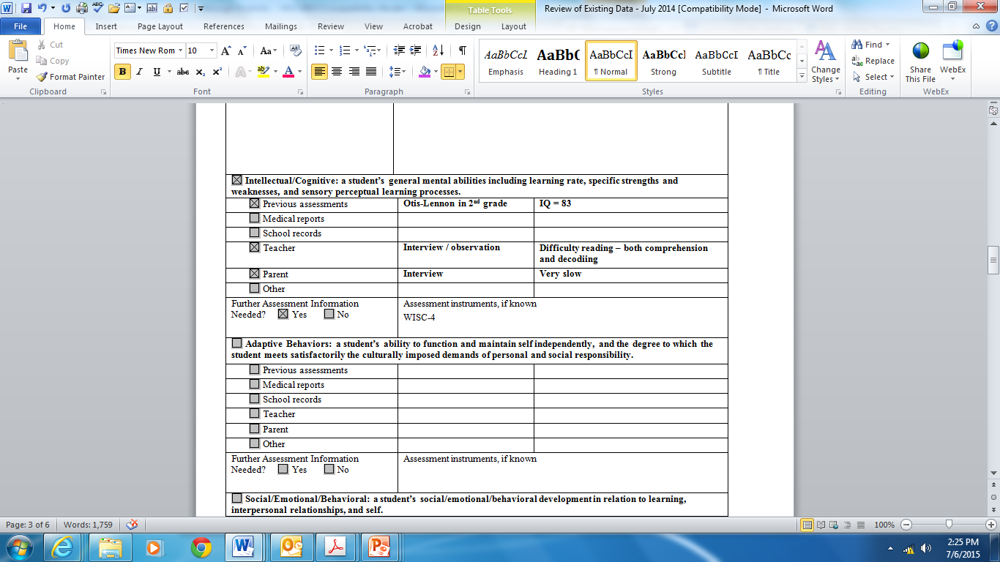 Table Tools
Review of Existing Data - July 2014 [Compatibility Mode] - Microsoft Word
File Home Insert Page Layout References Mailings Review View Acrobat Design Layout
Paste
Cut
Copy
Format Painter
Clipboard
Times New Rom 10
B I U abc x₂ x²
Font
Paragraph
AaBbCcI AaBbC AaBbCcI AaBbCcI AaBbCcI AaBbCc
Emphasis Heading 1 ¶ Normal Strong Subtitle ¶ Title
Change Styles
Styles
Find
Replace
Select
Editing
Share This File
WebEx
WebEx
Intellectual/Cognitive: a student's general mental abilities including learning rate, specific strengths and
weaknesses, and sensory perceptual learning processes.
Previous assessments Otis-Lennon in 2nd grade IQ = 83
Medical reports
School records
Teacher Interview / observation Difficulty reading – both comprehension
and decodiing
Parent Interview Very slow
Other
Further Assessment Information Assessment instruments, if known
Needed? Yes No
WISC-4
Adaptive Behaviors: a student's ability to function and maintain self independently, and the degree to which the
student meets satisfactorily the culturally imposed demands of personal and social responsibility.
Previous assessments
Medical reports
School records
Teacher
Parent
Other
Further Assessment Information Assessment instruments, if known
Needed? Yes No
Social/Emotional/Behavioral: a student's social/emotional/behavioral development in relation to learning,
interpersonal relationships, and self.
Page: 3 of 6 Words: 1,759 100%
2:25 PM
7/6/2015